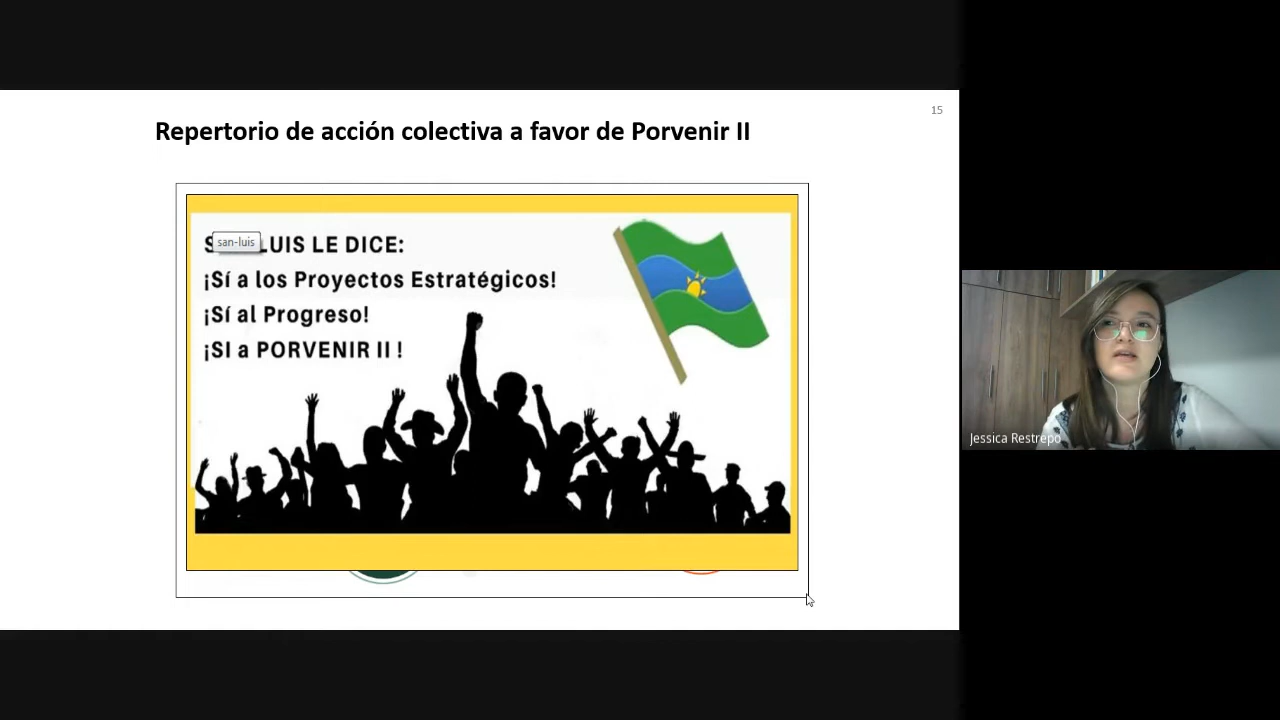 15
Repertorio de acción colectiva a favor de Porvenir II
san-luis
S LUIS LE DICE:
¡Sí a los Proyectos Estratégicos!
¡Sí al Progreso!
¡SI a PORVENIR II !
Jessica Restrepo